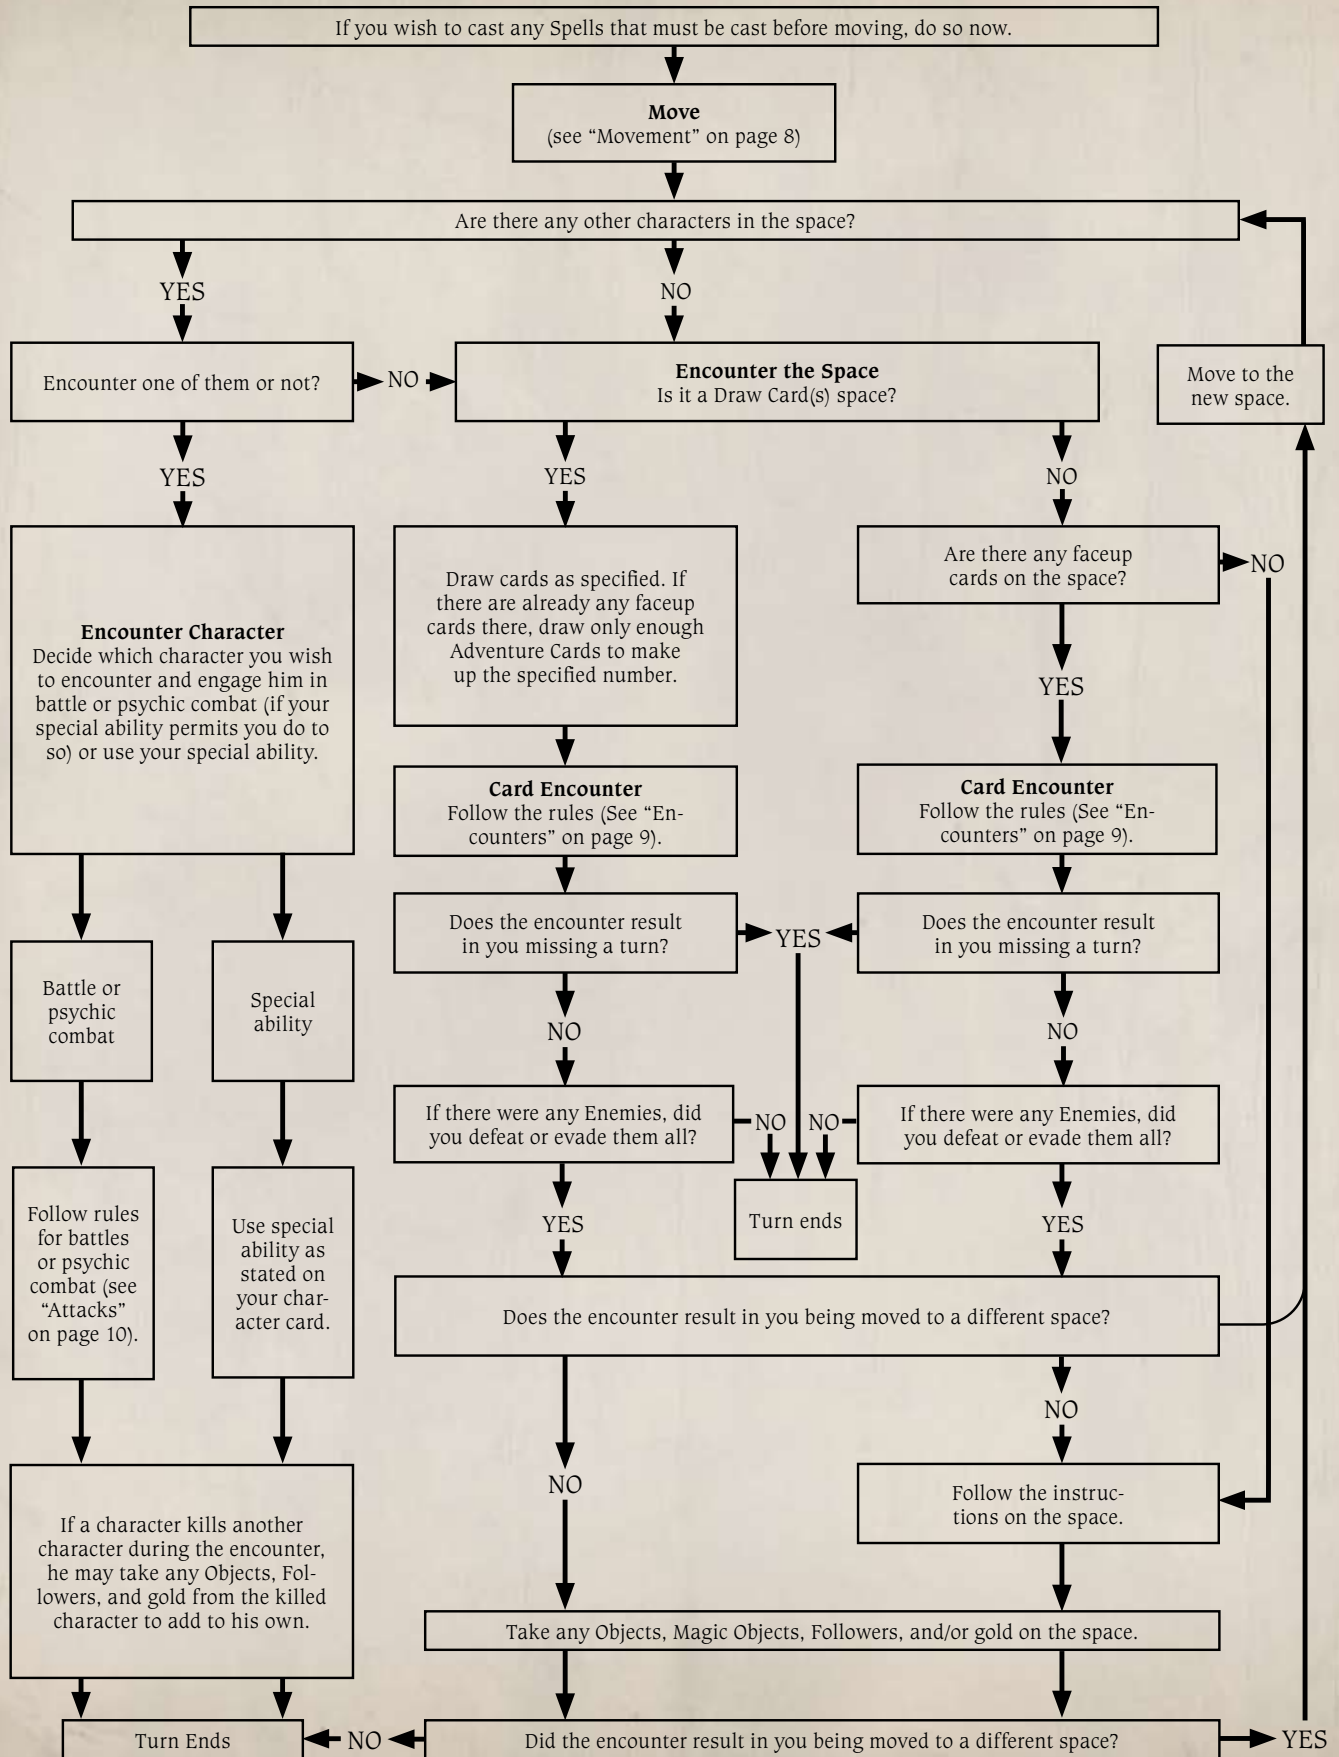 If you wish to cast any Spells that must be cast before moving, do so now.
Move
(see “Movement” on page 8)
Are there any other characters in the space?
YES
NO
Encounter one of them or not?
NO
Encounter the Space
Is it a Draw Card(s) space?
Move to the
new space.
YES
YES
NO
Encounter Character
Decide which character you wish
to encounter and engage him in
battle or psychic combat (if your
special ability permits you do to
so) or use your special ability.
Draw cards as specified. If
there are already any faceup
cards there, draw only enough
Adventure Cards to make
up the specified number.
Are there any faceup
cards on the space?
NO
YES
Card Encounter
Follow the rules (See “En-
counters” on page 9).
Card Encounter
Follow the rules (See “En-
counters” on page 9).
Does the encounter result
in you missing a turn?
YES
Does the encounter result
in you missing a turn?
Battle or
psychic
combat
Special
ability
NO
NO
If there were any Enemies, did
you defeat or evade them all?
NO
NO
If there were any Enemies, did
you defeat or evade them all?
Follow rules
for battles
or psychic
combat (see
“Attacks”
on page 10).
Use special
ability as
stated on
your char-
acter card.
YES
Turn ends
YES
Does the encounter result in you being moved to a different space?
NO
NO
Follow the instruc-
tions on the space.
If a character kills another
character during the encounter,
he may take any Objects, Fol-
lowers, and gold from the killed
character to add to his own.
Take any Objects, Magic Objects, Followers, and/or gold on the space.
Turn Ends
NO
Did the encounter result in you being moved to a different space?
YES